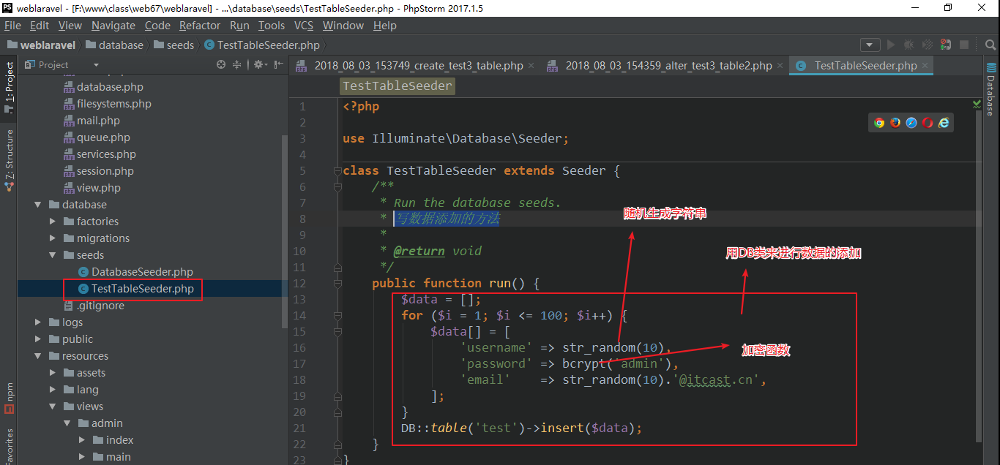 weblaravel - [F:\www\class\web67\weblaravel] - ...\database\seeds\TestTableSeeder.php - PhpStorm 2017.1.5
File Edit View Navigate Code Refactor Run Tools VCS Window Help
weblaravel database seeds TestTableSeeder.php
1: Project
7: Structure
npm
Favorites
Project
database.php
filesystems.php
mail.php
queue.php
services.php
session.php
view.php
database
factories
migrations
seeds
DatabaseSeeder.php
TestTableSeeder.php
.gitignore
logs
public
resources
assets
lang
views
admin
index
main
2018_08_03_153749_create_test3_table.php
2018_08_03_154359_alter_test3_table2.php
TestTableSeeder.php
Database
TestTableSeeder
1 <?php
2
3 use Illuminate\Database\Seeder;
4
5 class TestTableSeeder extends Seeder {
6 /**
7 * Run the database seeds.
8 * 写数据添加的方法
9 *
10 * @return void
11 */
12 public function run() {
13 $data = [];
14 for ($i = 1; $i <= 100; $i++) {
15 $data[] = [
16 'username' => str_random(10),
17 'password' => bcrypt('admin'),
18 'email' => str_random(10).'@itcast.cn',
19 ];
20 }
21 DB::table('test')->insert($data);
22 }
23 }
随机生成字符串
用DB类来进行数据的添加
加密函数